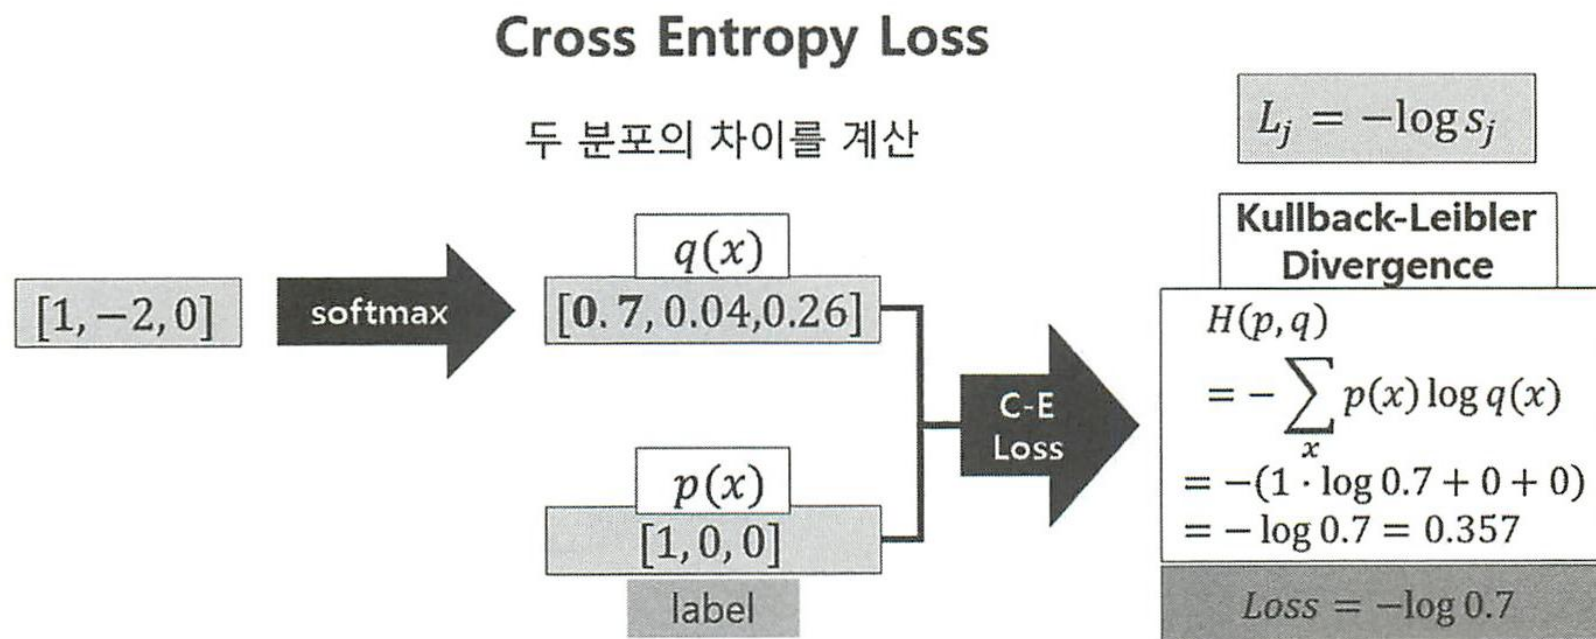 Cross Entropy Loss
두 분포의 차이를 계산
[1, −2, 0]
softmax
q(x)
[0.7, 0.04,0.26]
p(x)
[1, 0, 0]
label
C-E
Loss
L_j = −log s_j
Kullback-Leibler
Divergence
H(p, q)
= − ∑_x p(x) log q(x)
= −(1 · log 0.7 + 0 + 0)
= − log 0.7 = 0.357
Loss = −log 0.7